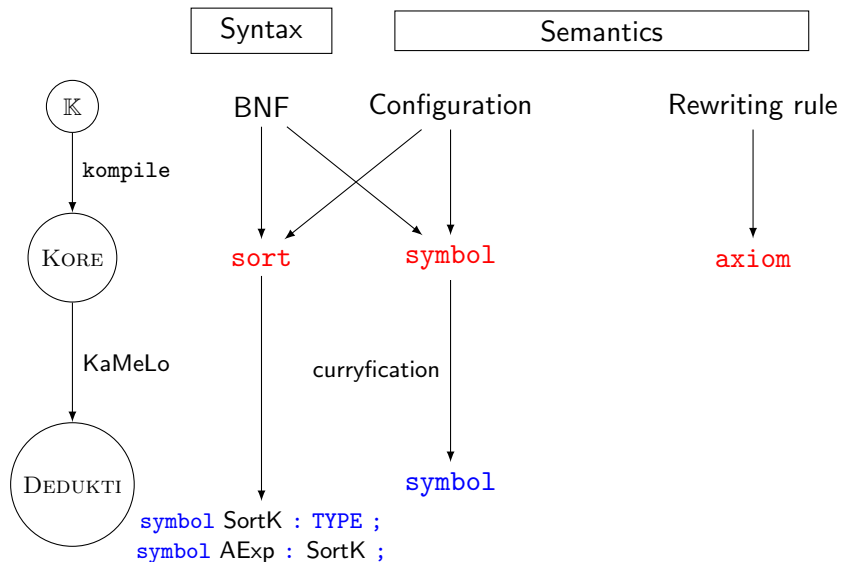 Syntax Semantics
𝕂 BNF Configuration Rewriting rule
kompile
KORE sort symbol axiom
KaMeLo
curryfication
DEDUKTI symbol
symbol SortK : TYPE ;
symbol AExp : SortK ;